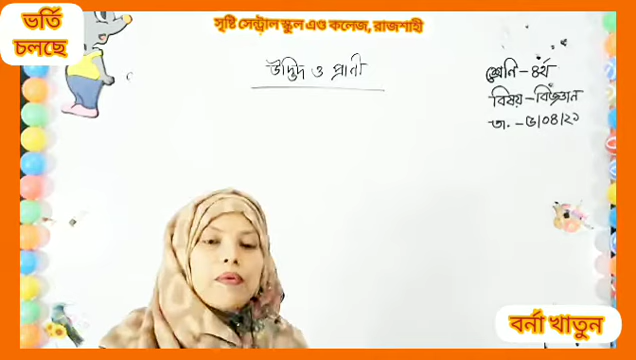 ভর্তি
চলছে
সৃষ্টি সেন্ট্রাল স্কুল এণ্ড কলেজ, রাজশাহী
উদ্ভিদ ও প্রাণী
শ্রেণি - ৪র্থ
বিষয় - বিজ্ঞান
তা. - ৬/০৪/২১
বর্না খাতুন